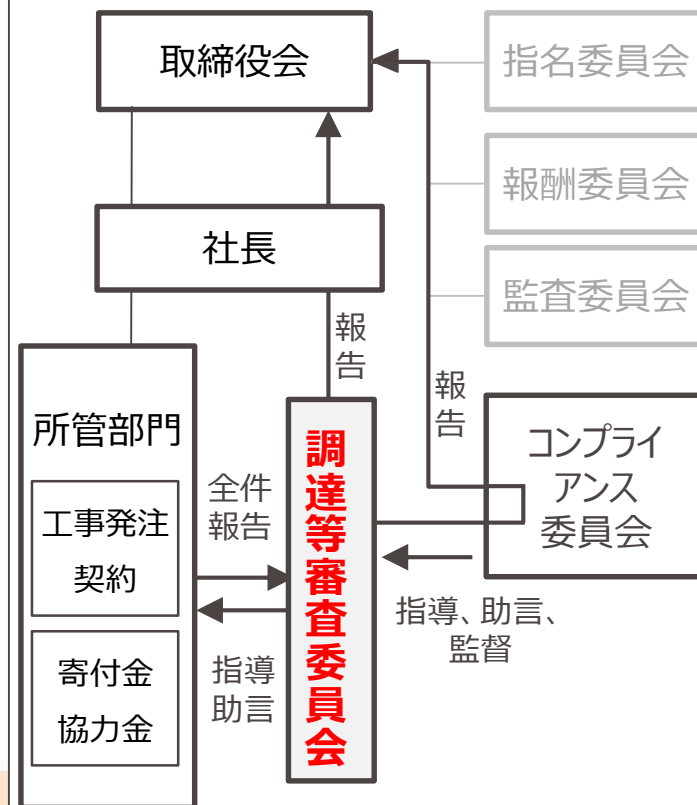 取締役会
指名委員会
報酬委員会
社長
監査委員会
報
告
報
告
所管部門
工事発注
契約
寄付金
協力金
全件
報告
指導
助言
調達等審査委員会
コンプライ
アンス
委員会
指導、助言、
監督